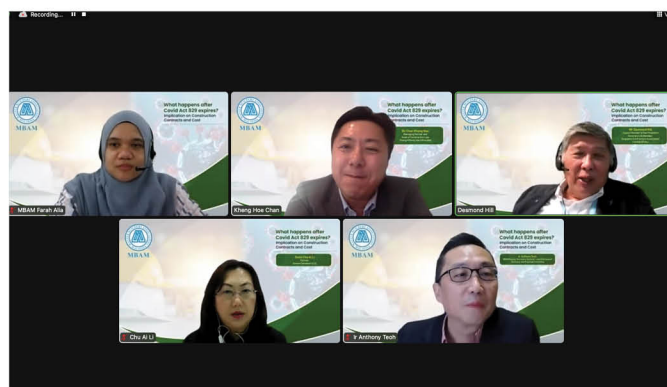 Recording...
MBAM
What happens after
Covid Act 829 expires?
Implication on Construction
Contracts and Cost
MBAM Farah Alia
MBAM
What happens after
Covid Act 829 expires?
Implication on Construction
Contracts and Cost
Kheng Hoe Chan
MBAM
What happens after
Covid Act 829 expires?
Implication on Construction
Contracts and Cost
Desmond Hill
MBAM
What happens after
Covid Act 829 expires?
Implication on Construction
Contracts and Cost
Chu Ai Li
MBAM
What happens after
Covid Act 829 expires?
Implication on Construction
Contracts and Cost
Ir Anthony Teoh